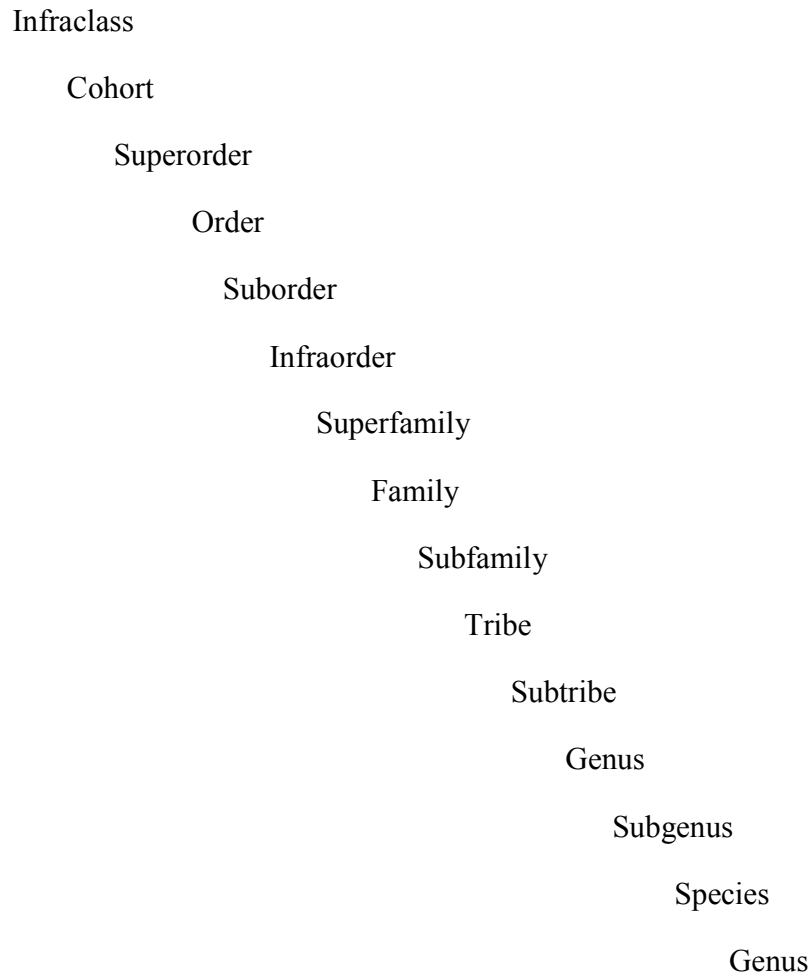 Infraclass
Cohort
Superorder
Order
Suborder
Infraorder
Superfamily
Family
Subfamily
Tribe
Subtribe
Genus
Subgenus
Species
Genus